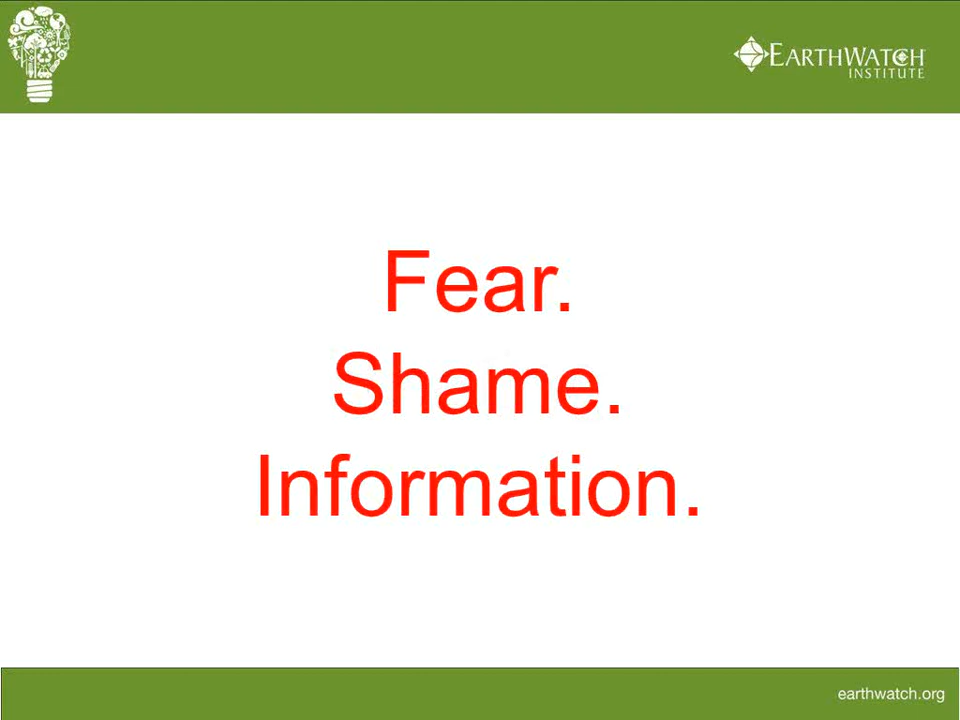 EARTHWATCH
INSTITUTE
Fear.
Shame.
Information.
earthwatch.org